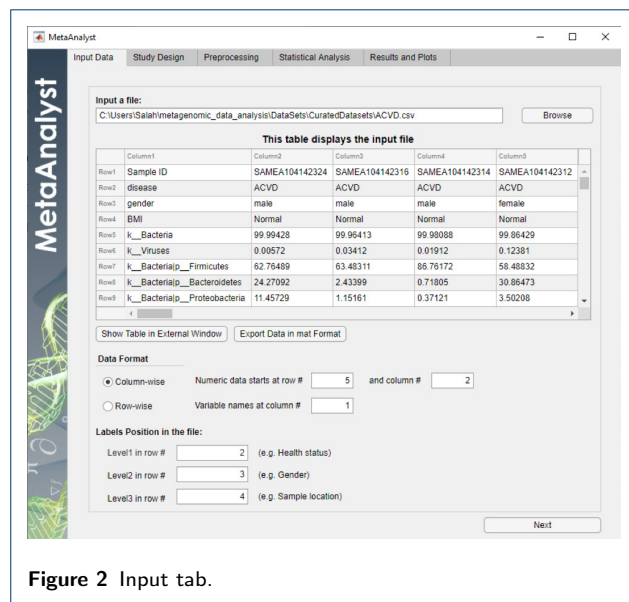 MetaAnalyst
Input Data Study Design Preprocessing Statistical Analysis Results and Plots
MetaAnalyst
Input a file:
C:\Users\Salah\metagenomic_data_analysis\DataSets\CuratedDatasets\ACVD.csv Browse
This table displays the input file
Column1 Column2 Column3 Column4 Column5
Row1 Sample ID SAMEA104142324 SAMEA104142316 SAMEA104142314 SAMEA104142312
Row2 disease ACVD ACVD ACVD ACVD
Row3 gender male male male female
Row4 BMI Normal Normal Normal Normal
Row5 k__Bacteria 99.99428 99.96413 99.98088 99.86429
Row6 k__Viruses 0.00572 0.03412 0.01912 0.12381
Row7 k__Bacteria|p__Firmicutes 62.76489 63.48311 86.76172 58.48832
Row8 k__Bacteria|p__Bacteroidetes 24.27092 2.43399 0.71805 30.86473
Row9 k__Bacteria|p__Proteobacteria 11.45729 1.15161 0.37121 3.50208
Show Table in External Window Export Data in mat Format
Data Format
Column-wise Numeric data starts at row # 5 and column # 2
Row-wise Variable names at column # 1
Labels Position in the file:
Level1 in row # 2 (e.g. Health status)
Level2 in row # 3 (e.g. Gender)
Level3 in row # 4 (e.g. Sample location)
Next
Figure 2 Input tab.